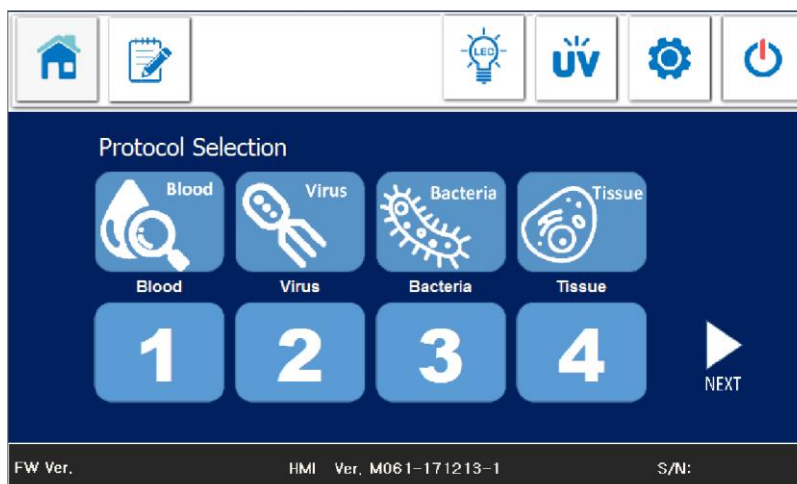 LED
UV
Protocol Selection
Blood Virus Bacteria Tissue
Blood Virus Bacteria Tissue
1 2 3 4
NEXT
FW Ver. HMI Ver. M061-171213-1 S/N: